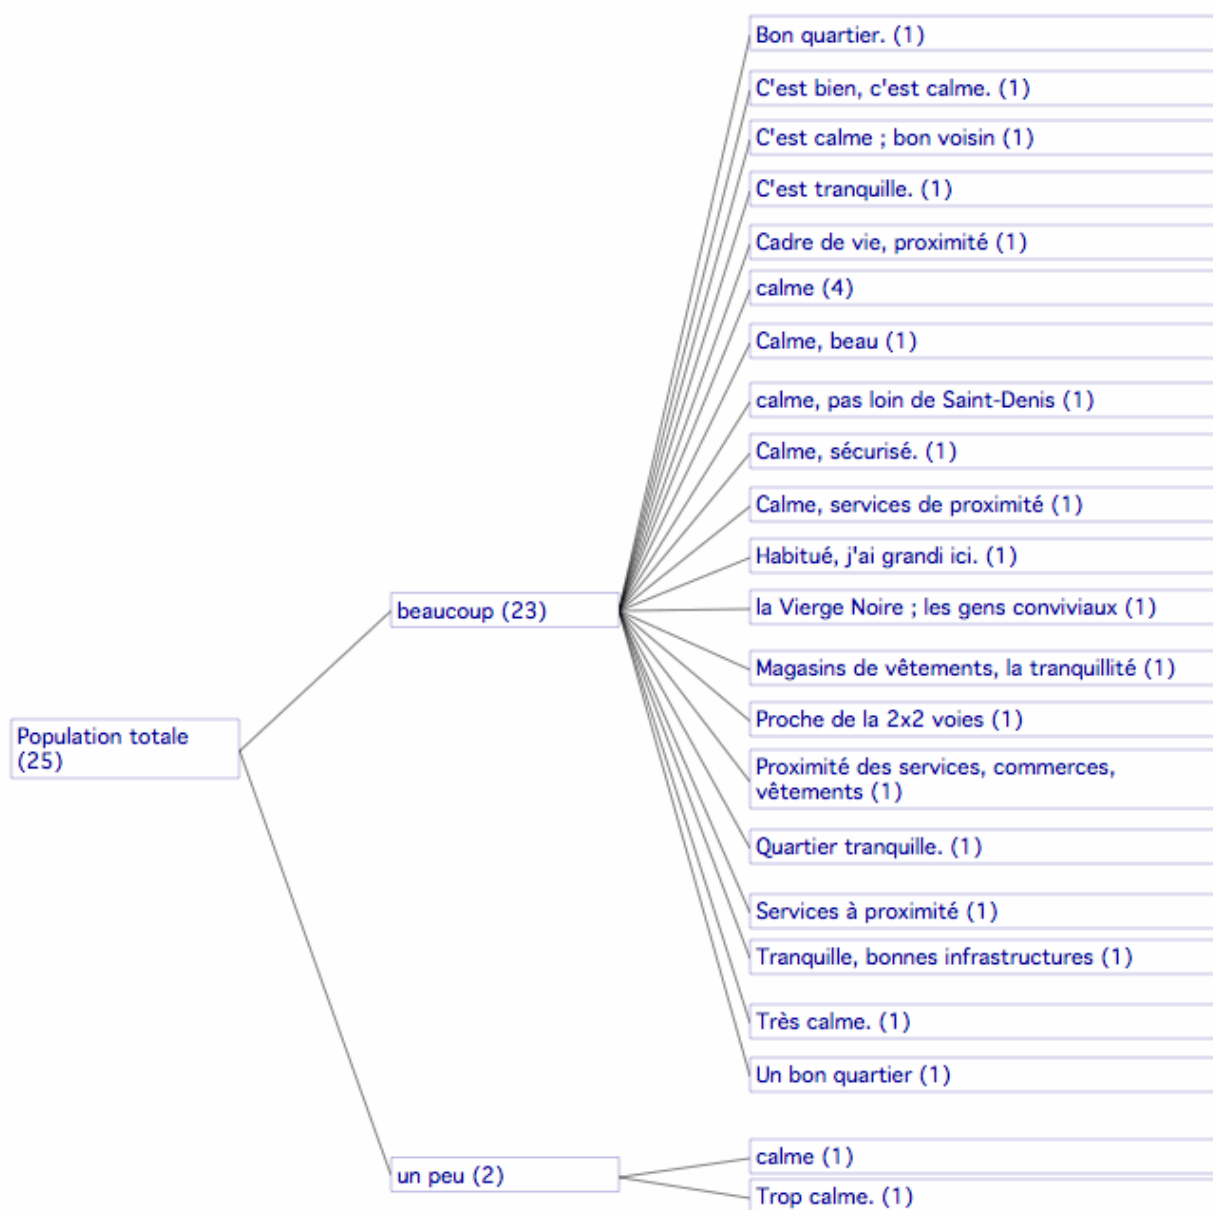 Population totale
(25)
beaucoup (23)
Bon quartier. (1)
C'est bien, c'est calme. (1)
C'est calme ; bon voisin (1)
C'est tranquille. (1)
Cadre de vie, proximité (1)
calme (4)
Calme, beau (1)
calme, pas loin de Saint-Denis (1)
Calme, sécurisé. (1)
Calme, services de proximité (1)
Habitué, j'ai grandi ici. (1)
la Vierge Noire ; les gens conviviaux (1)
Magasins de vêtements, la tranquillité (1)
Proche de la 2x2 voies (1)
Proximité des services, commerces,
vêtements (1)
Quartier tranquille. (1)
Services à proximité (1)
Tranquille, bonnes infrastructures (1)
Très calme. (1)
Un bon quartier (1)
un peu (2)
calme (1)
Trop calme. (1)